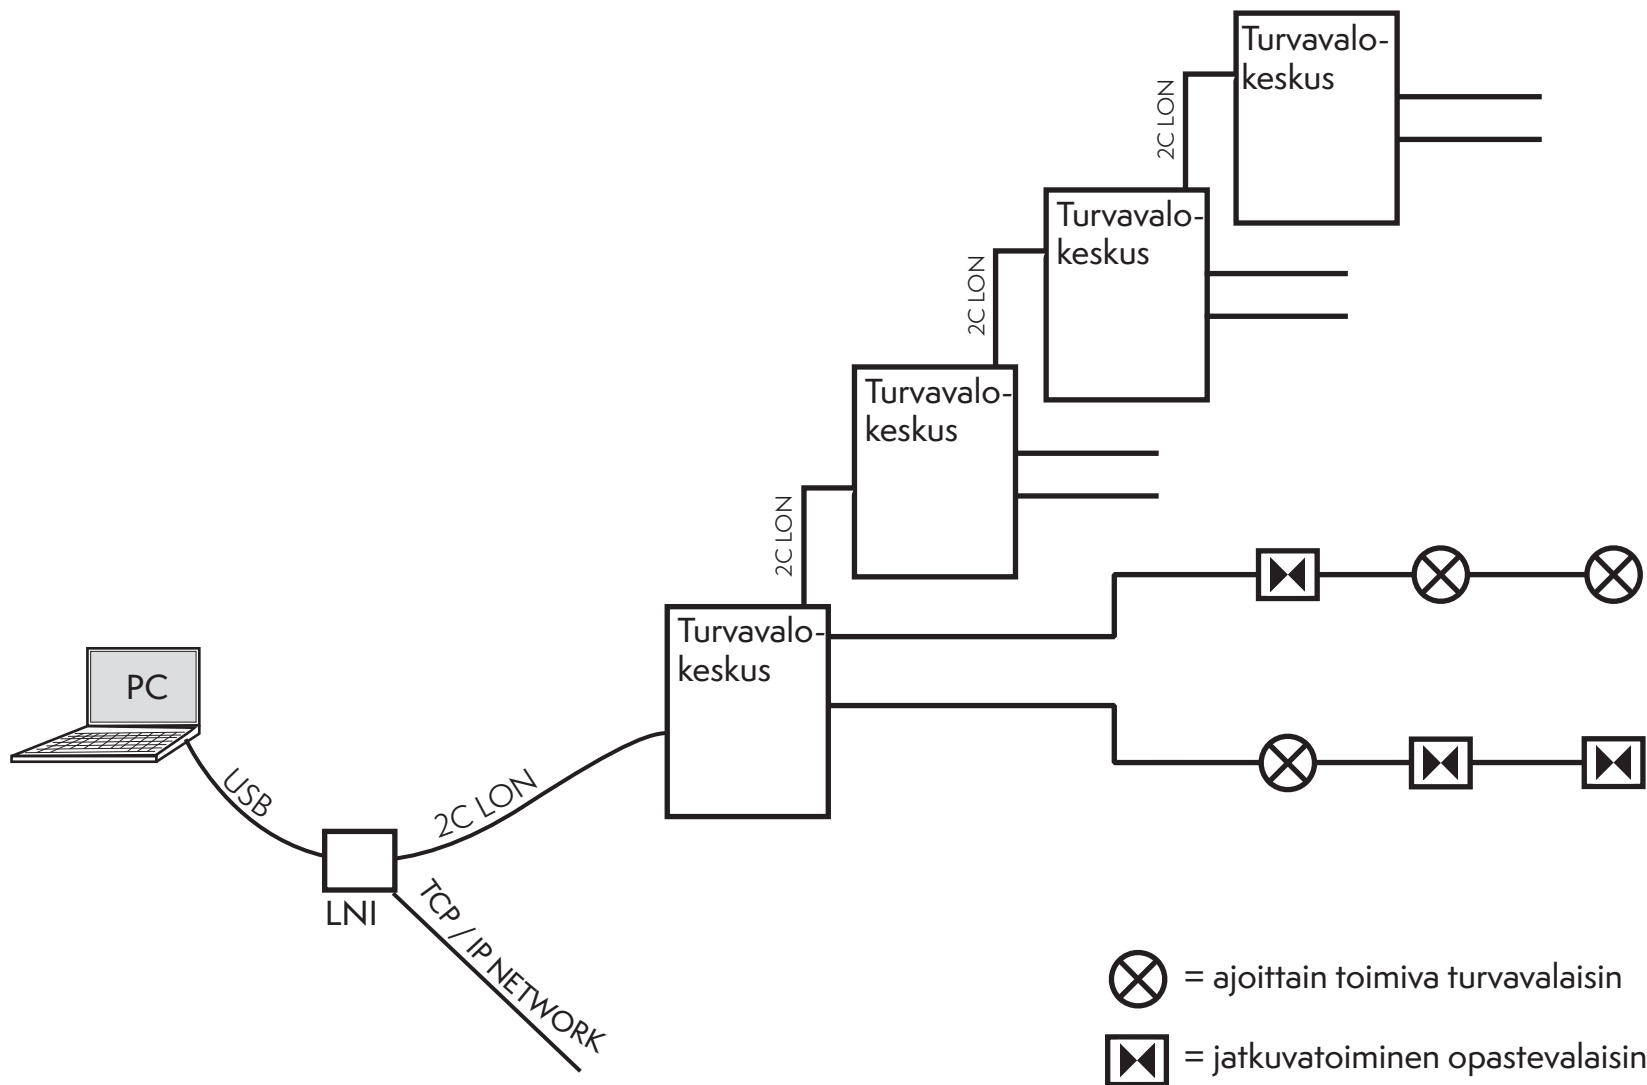 Turvavalo-
keskus
2C LON
Turvavalo-
keskus
2C LON
Turvavalo-
keskus
2C LON
Turvavalo-
keskus
PC
USB
2C LON
LNI
TCP / IP NETWORK
= ajoittain toimiva turvavalaisin
= jatkuvatoiminen opastevalaisin